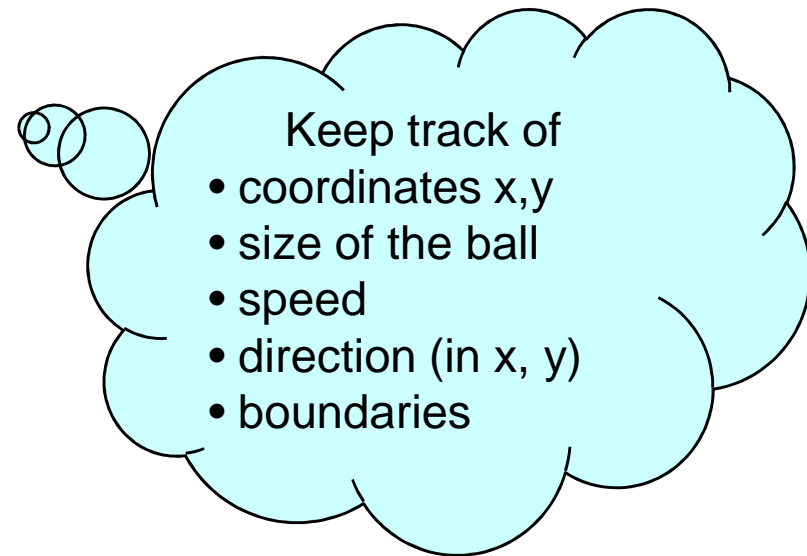 Keep track of
• coordinates x,y
• size of the ball
• speed
• direction (in x, y)
• boundaries